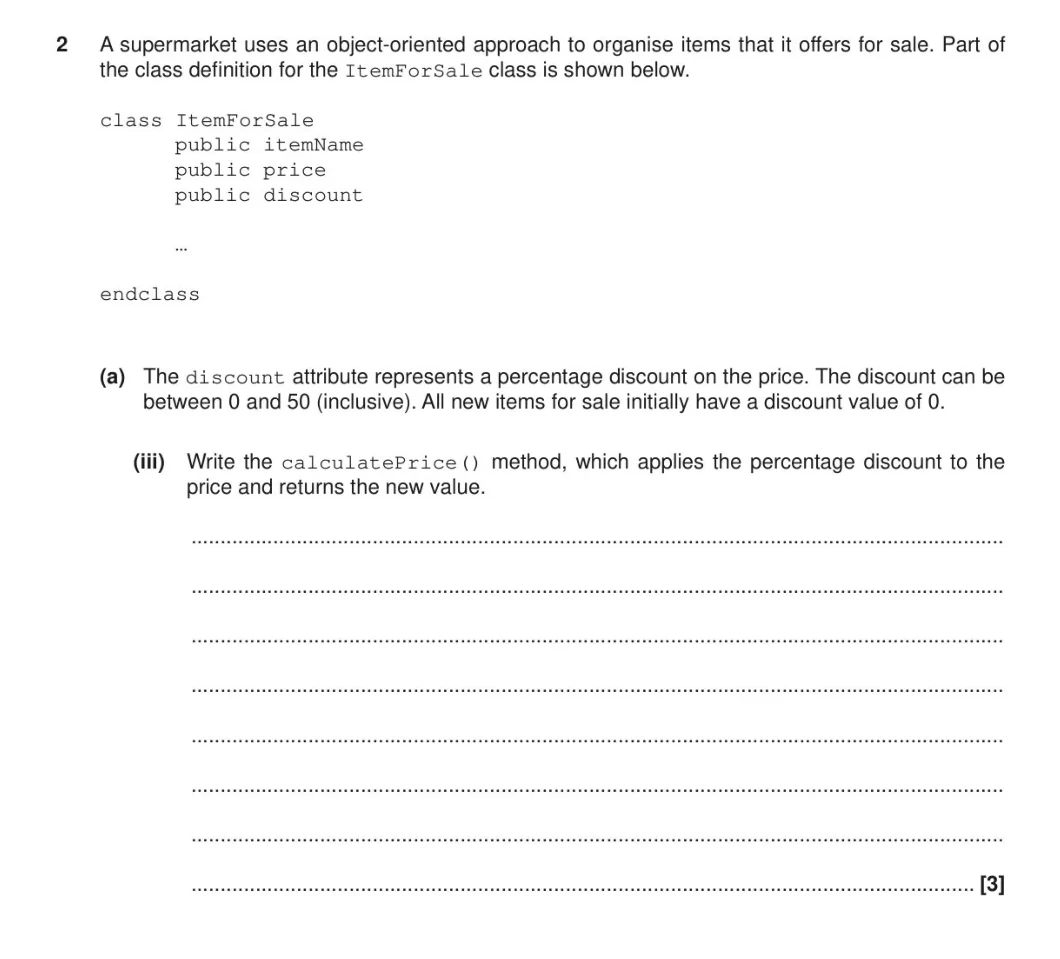 2 A supermarket uses an object-oriented approach to organise items that it offers for sale. Part of
the class definition for the ItemForSale class is shown below.
class ItemForSale
public itemName
public price
public discount
...
endclass
(a) The discount attribute represents a percentage discount on the price. The discount can be
between 0 and 50 (inclusive). All new items for sale initially have a discount value of 0.
(iii) Write the calculatePrice() method, which applies the percentage discount to the
price and returns the new value.
[3]